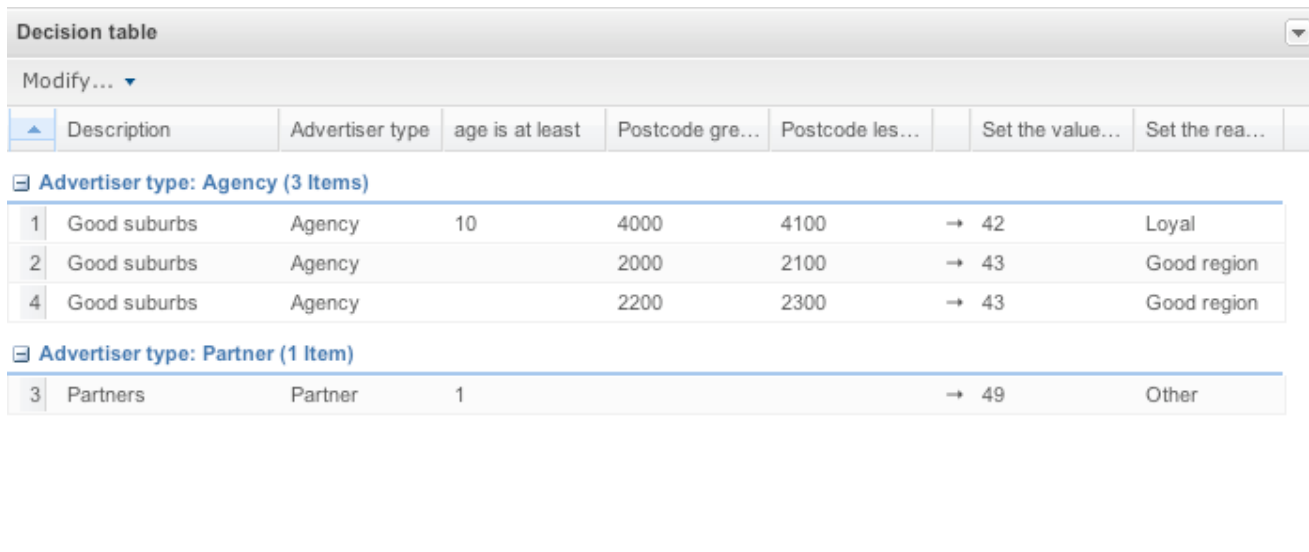 Decision table
Modify...
Description Advertiser type age is at least Postcode gre... Postcode les... Set the value... Set the rea...
Advertiser type: Agency (3 Items)
1 Good suburbs Agency 10 4000 4100 → 42 Loyal
2 Good suburbs Agency 2000 2100 → 43 Good region
4 Good suburbs Agency 2200 2300 → 43 Good region
Advertiser type: Partner (1 Item)
3 Partners Partner 1 → 49 Other